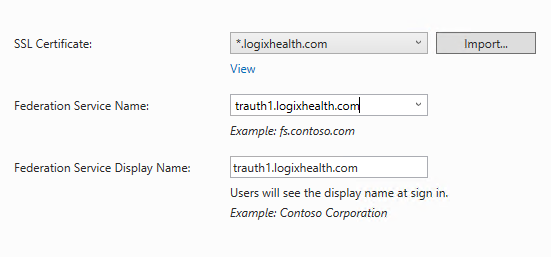 SSL Certificate: *.logixhealth.com Import...
View
Federation Service Name: trauth1.logixhealth.com
Example: fs.contoso.com
Federation Service Display Name: trauth1.logixhealth.com
Users will see the display name at sign in.
Example: Contoso Corporation